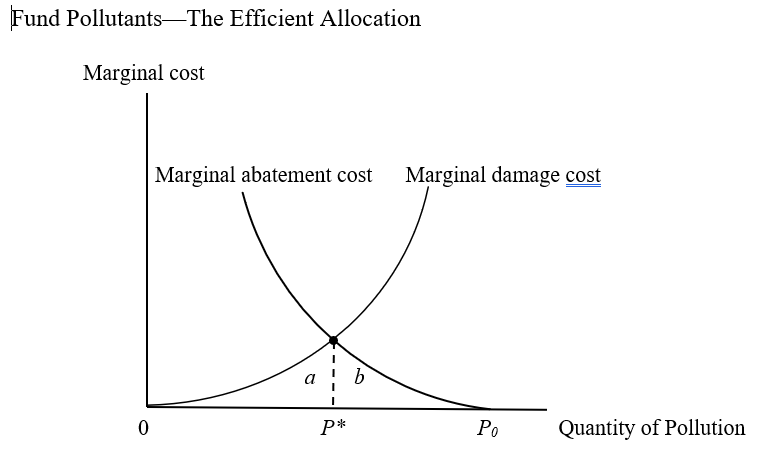 Fund Pollutants—The Efficient Allocation
Marginal cost
Marginal abatement cost
Marginal damage cost
a
b
0
P*
P0
Quantity of Pollution